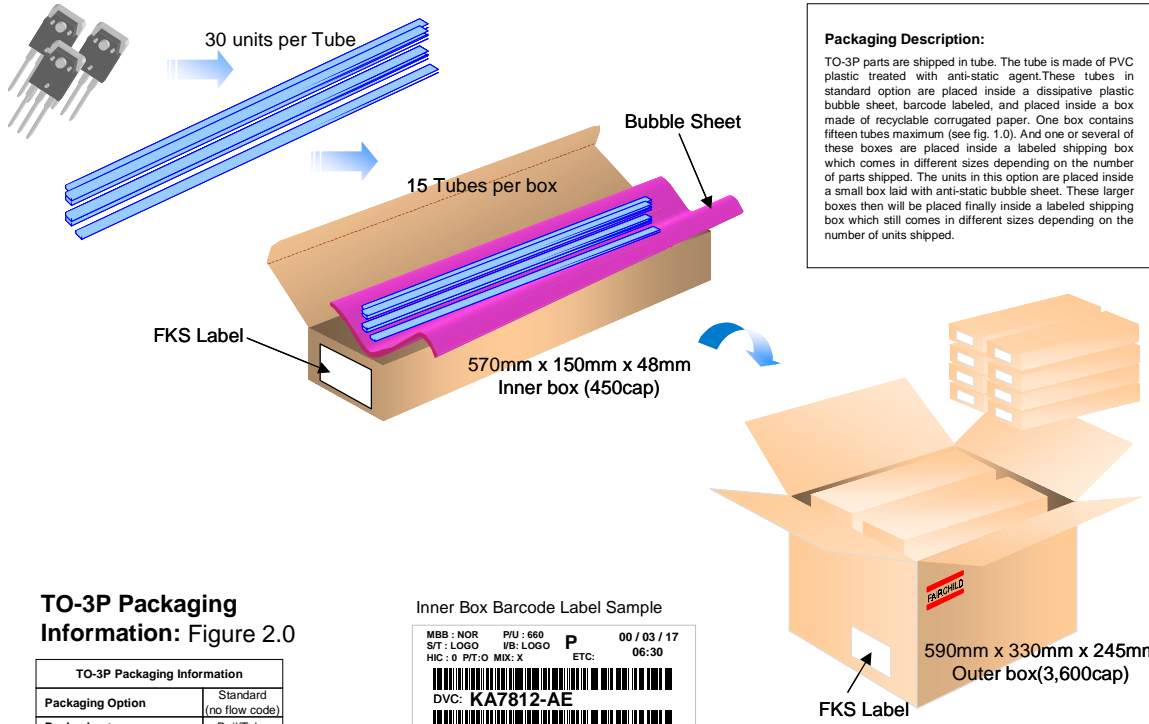 30 units per Tube
Packaging Description:
TO-3P parts are shipped in tube. The tube is made of PVC
plastic treated with anti-static agent.These tubes in
standard option are placed inside a dissipative plastic
bubble sheet, barcode labeled, and placed inside a box
made of recyclable corrugated paper. One box contains
fifteen tubes maximum (see fig. 1.0). And one or several of
these boxes are placed inside a labeled shipping box
which comes in different sizes depending on the number
of parts shipped. The units in this option are placed inside
a small box laid with anti-static bubble sheet. These larger
boxes then will be placed finally inside a labeled shipping
box which still comes in different sizes depending on the
number of units shipped.
Bubble Sheet
15 Tubes per box
FKS Label
570mm x 150mm x 48mm
Inner box (450cap)
FAIRCHILD
590mm x 330mm x 245mm
Outer box(3,600cap)
FKS Label
TO-3P Packaging
Information: Figure 2.0
TO-3P Packaging Information
Packaging Option Standard
(no flow code)
Inner Box Barcode Label Sample
MBB : NOR P/U : 660 P 00 / 03 / 17
S/T : LOGO I/B: LOGO 06:30
HIC : 0 P/T:O MIX: X ETC:
DVC: KA7812-AE